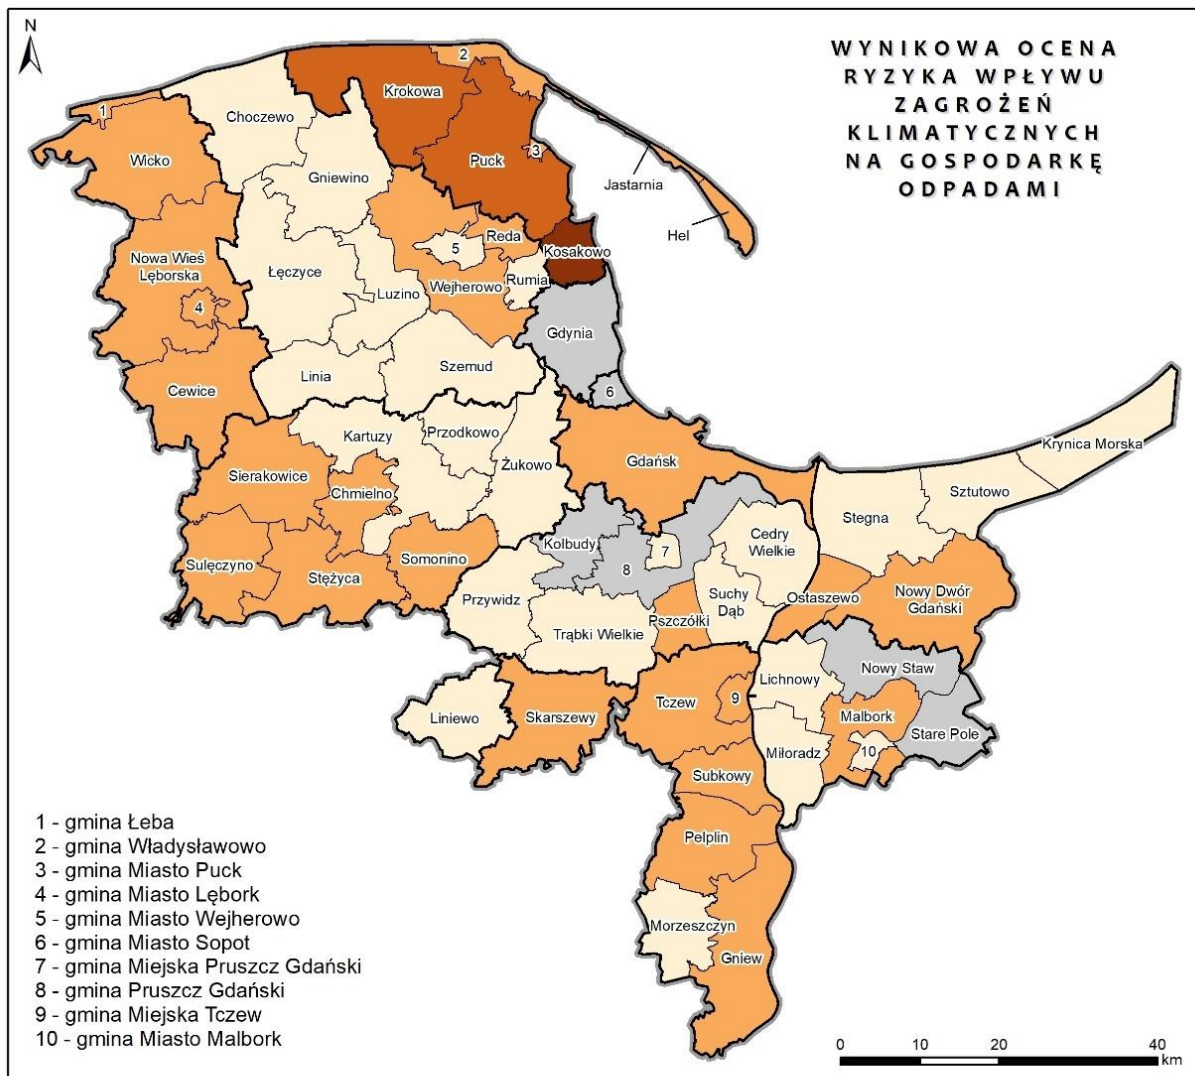 N
WYNIKOWA OCENA
RYZYKA WPŁYWU
ZAGROŻEŃ
KLIMATYCZNYCH
NA GOSPODARKĘ
ODPADAMI
2
Krokowa
1
Choczewo
Wicko
Puck
3
Jastarnia
Gniewino
Hel
Reda
5
Kosakowo
Nowa Wieś
Lęborska
Łęczyce
Rumia
Luzino
Wejherowo
4
Gdynia
Szemud
Linia
Cewice
6
Kartuzy
Przodkowo
Krynica Morska
Żukowo
Gdańsk
Sierakowice
Chmielno
Sztutowo
Stegna
Cedry
Wielkie
Kolbudy
7
Somonino
8
Sulęczyno
Stężyca
Suchy
Dąb
Ostaszewo
Nowy Dwór
Gdański
Przywidz
Pszczółki
Trąbki Wielkie
Nowy Staw
Lichnowy
Tczew
9
Liniewo
Skarszewy
Malbork
Stare Pole
Miłoradz
10
Subkowy
Pelplin
Morzeszczyn
Gniew
1 - gmina Łeba
2 - gmina Władysławowo
3 - gmina Miasto Puck
4 - gmina Miasto Lębork
5 - gmina Miasto Wejherowo
6 - gmina Miasto Sopot
7 - gmina Miejska Pruszcz Gdański
8 - gmina Pruszcz Gdański
9 - gmina Miejska Tczew
10 - gmina Miasto Malbork
0 10 20 40
km